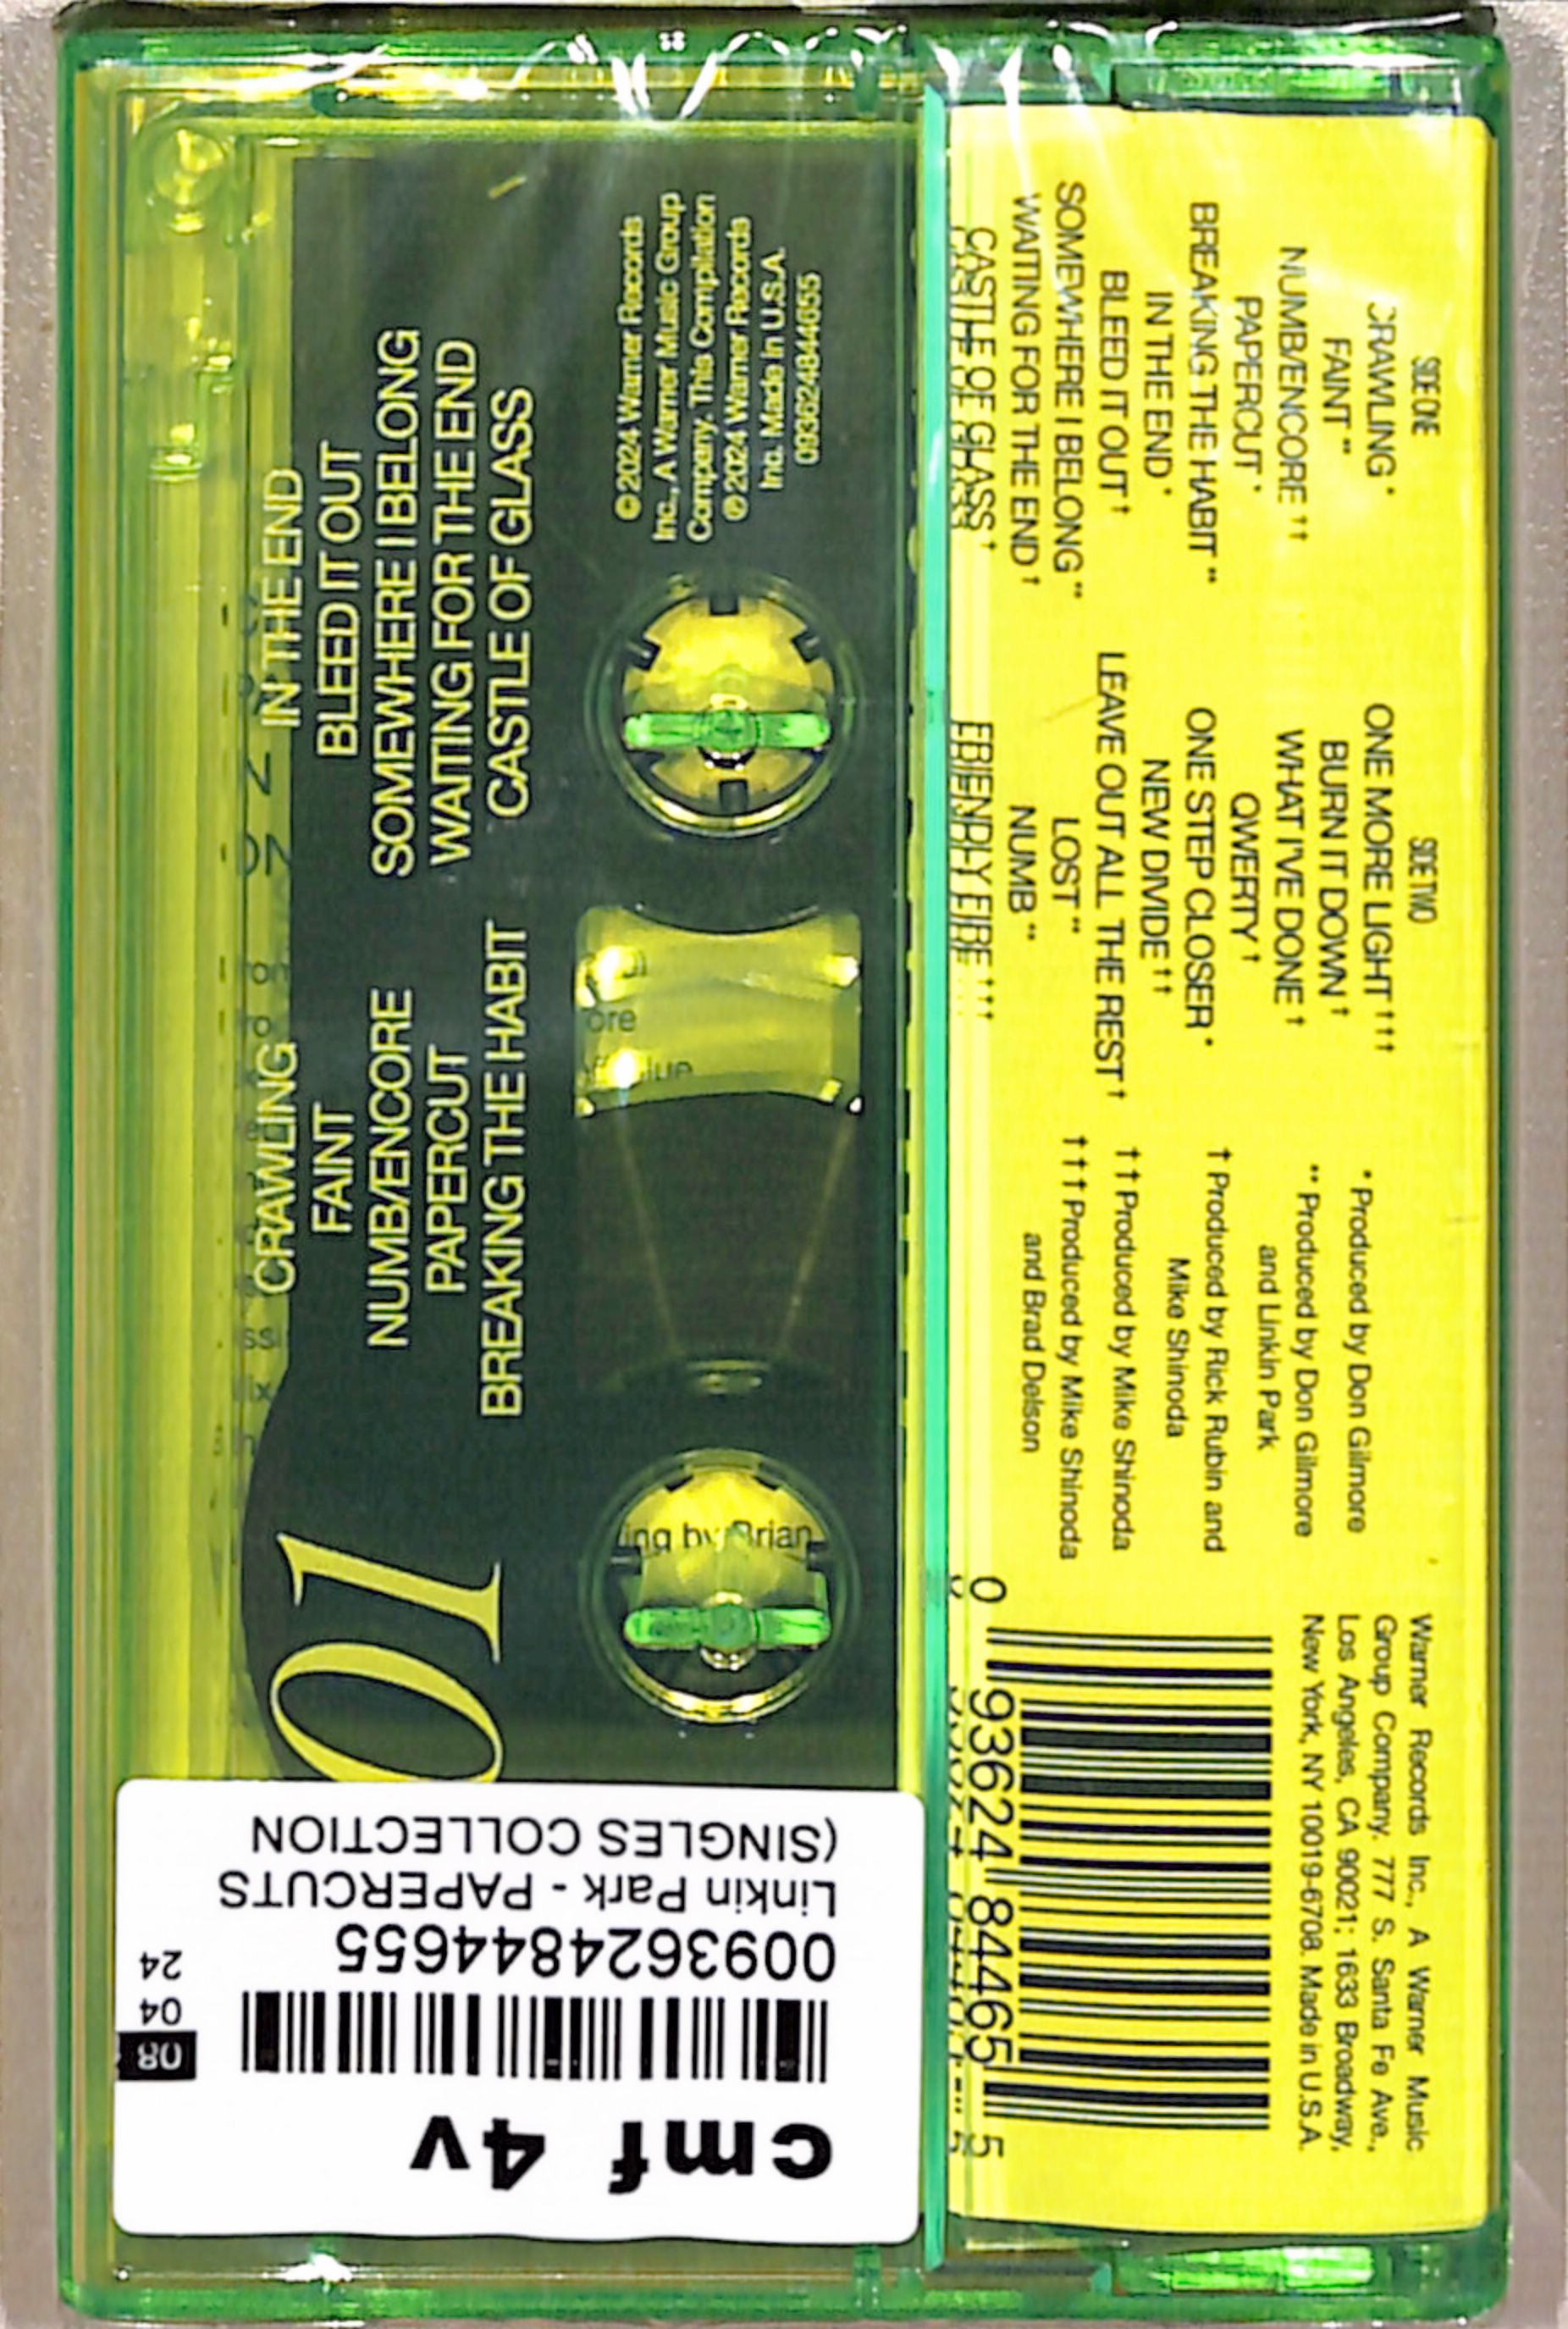 SIDE ONE
CRAWLING *
FAINT **
NUMB/ENCORE ††
PAPERCUT *
BREAKING THE HABIT **
IN THE END *
BLEED IT OUT †
SOMEWHERE I BELONG **
WAITING FOR THE END †
CASTLE OF GLASS †
SIDE TWO
ONE MORE LIGHT †††
BURN IT DOWN †
WHAT I'VE DONE †
QWERTY †
ONE STEP CLOSER *
NEW DIVIDE ††
LEAVE OUT ALL THE REST †
LOST **
NUMB **
FRIENDLY FIRE †††
* Produced by Don Gilmore
** Produced by Don Gilmore
and Linkin Park
† Produced by Rick Rubin and
Mike Shinoda
†† Produced by Mike Shinoda
††† Produced by Mike Shinoda
and Brad Delson
Warner Records Inc., A Warner Music
Group Company. 777 S. Santa Fe Ave.,
Los Angeles, CA 90021; 1633 Broadway,
New York, NY 10019-6708. Made in U.S.A.
0 93624 84465 5
©2024 Warner Records
Inc., A Warner Music Group
Company. This Compilation
℗2024 Warner Records
Inc. Made in U.S.A.
093624844655
IN THE END
BLEED IT OUT
SOMEWHERE I BELONG
WAITING FOR THE END
CASTLE OF GLASS
CRAWLING
FAINT
NUMB/ENCORE
PAPERCUT
BREAKING THE HABIT
01
ore
ing by Brian
cmf 4v
0093624844655
Linkin Park - PAPERCUTS
(SINGLES COLLECTION
08
04
24